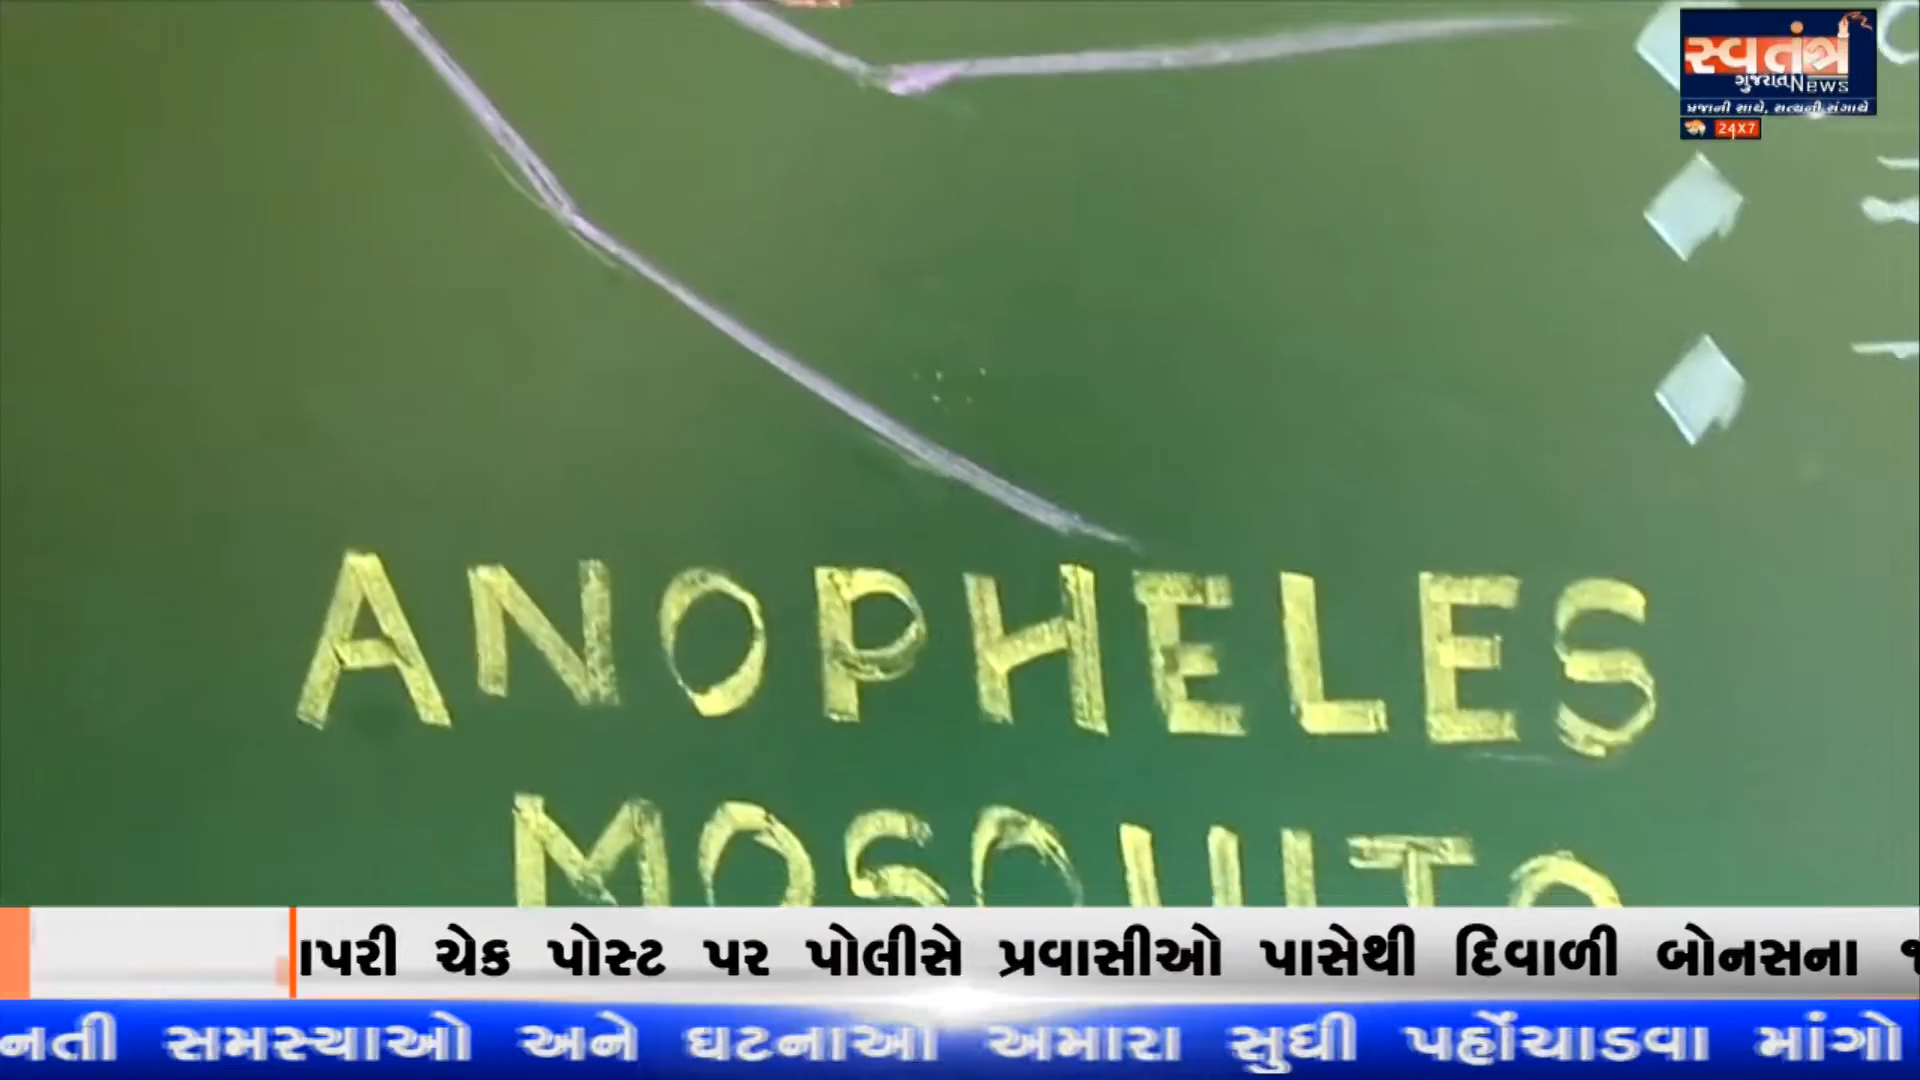 સ્વતંત્ર
ગુજરાત News
પ્રજાની સાથે, સત્યની સંગાથે
24X7
ANOPHELES
MOSQUITO
ાપરી ચેક પોસ્ટ પર પોલીસે પ્રવાસીઓ પાસેથી દિવાળી બોનસના
નતી સમસ્યાઓ અને ઘટનાઓ અમારા સુધી પહોંચાડવા માંગો